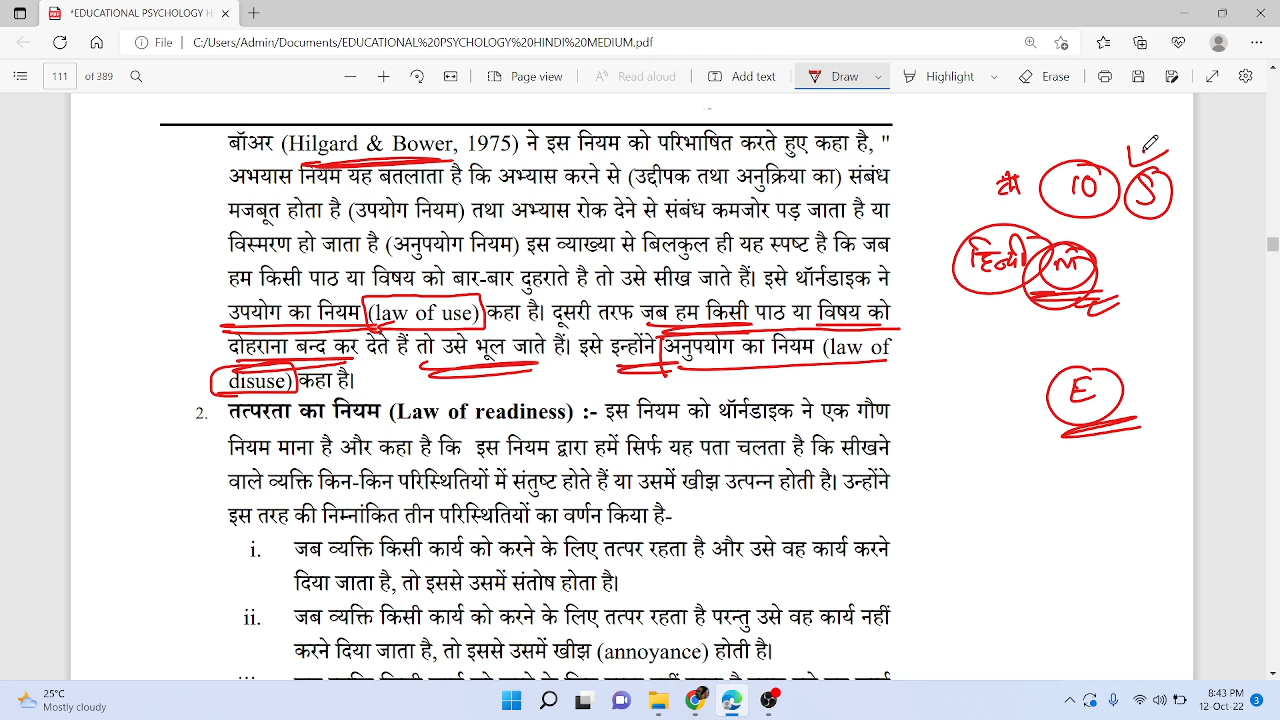 *EDUCATIONAL PSYCHOLOGY H
File C:/Users/Admin/Documents/EDUCATIONAL%20PSYCHOLOGY%20HINDI%20MEDIUM.pdf
111 of 389 Page view Read aloud Add text Draw Highlight Erase
बॉअर (Hilgard & Bower, 1975) ने इस नियम को परिभाषित करते हुए कहा है, "
अभयास नियम यह बतलाता है कि अभ्यास करने से (उद्दीपक तथा अनुक्रिया का) संबंध
मजबूत होता है (उपयोग नियम) तथा अभ्यास रोक देने से संबंध कमजोर पड़ जाता है या
विस्मरण हो जाता है (अनुपयोग नियम) इस व्याख्या से बिलकुल ही यह स्पष्ट है कि जब
हम किसी पाठ या विषय को बार-बार दुहराते है तो उसे सीख जाते हैं। इसे थॉर्नडाइक ने
उपयोग का नियम (law of use) कहा है। दूसरी तरफ जब हम किसी पाठ या विषय को
दोहराना बन्द कर देते हैं तो उसे भूल जाते हैं। इसे इन्होंने अनुपयोग का नियम (law of
disuse) कहा है।
2. तत्परता का नियम (Law of readiness) :- इस नियम को थॉर्नडाइक ने एक गौण
नियम माना है और कहा है कि इस नियम द्वारा हमें सिर्फ यह पता चलता है कि सीखने
वाले व्यक्ति किन-किन परिस्थितियों में संतुष्ट होते हैं या उसमें खीझ उत्पन्न होती है। उन्होंने
इस तरह की निम्नांकित तीन परिस्थितियों का वर्णन किया है-
i. जब व्यक्ति किसी कार्य को करने के लिए तत्पर रहता है और उसे वह कार्य करने
दिया जाता है, तो इससे उसमें संतोष होता है।
ii. जब व्यक्ति किसी कार्य को करने के लिए तत्पर रहता है परन्तु उसे वह कार्य नहीं
करने दिया जाता है, तो इससे उसमें खीझ (annoyance) होती है।
10 5
हिन्दी M
E
25°C
Mostly cloudy
8:43 PM
12-Oct-22
3